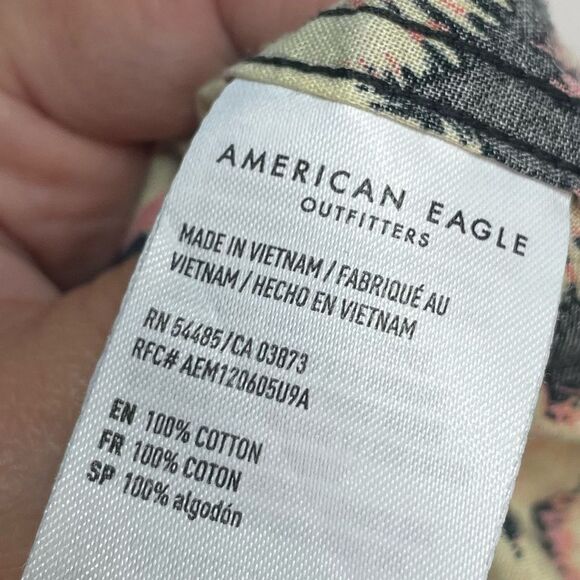 AMERICAN EAGLE
OUTFITTERS
MADE IN VIETNAM / FABRIQUÉ AU
VIETNAM / HECHO EN VIETNAM
RN 54485/CA 03873
RFC# AEM120605U9A
EN 100% COTTON
FR 100% COTON
SP 100% algodón